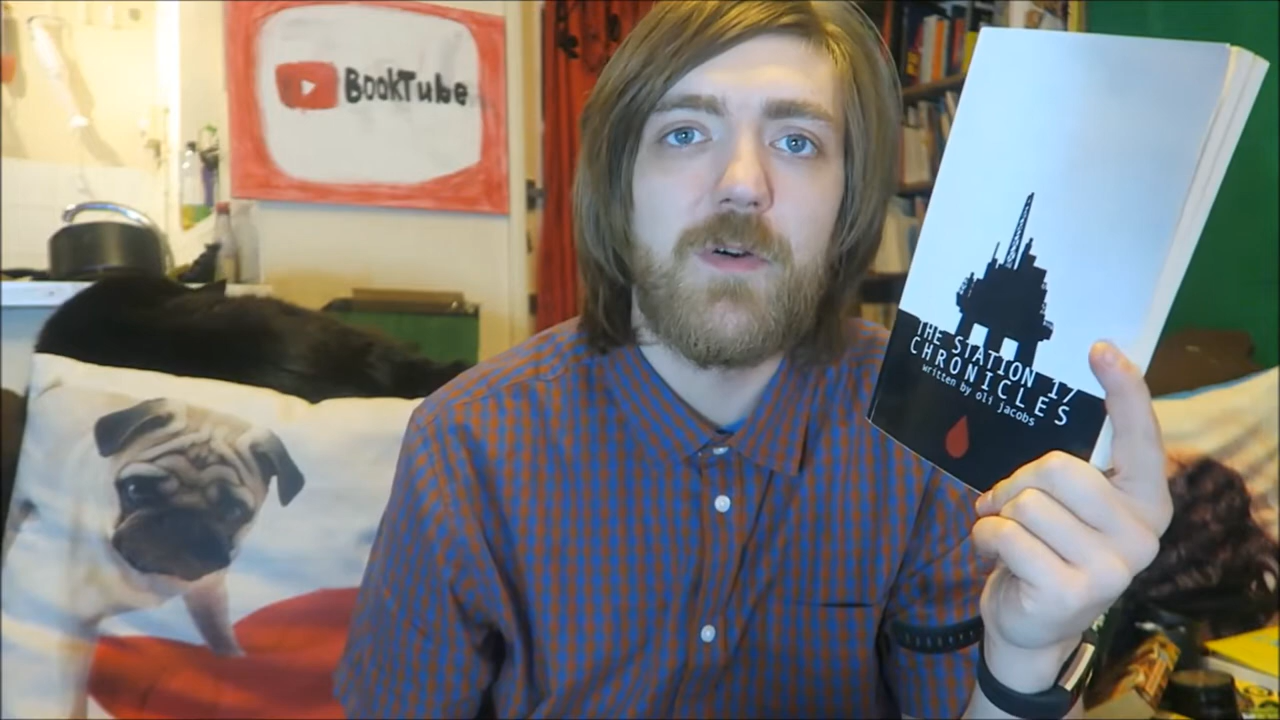 BookTube
THE STATION 17
CHRONICLES
written by oli jacobs